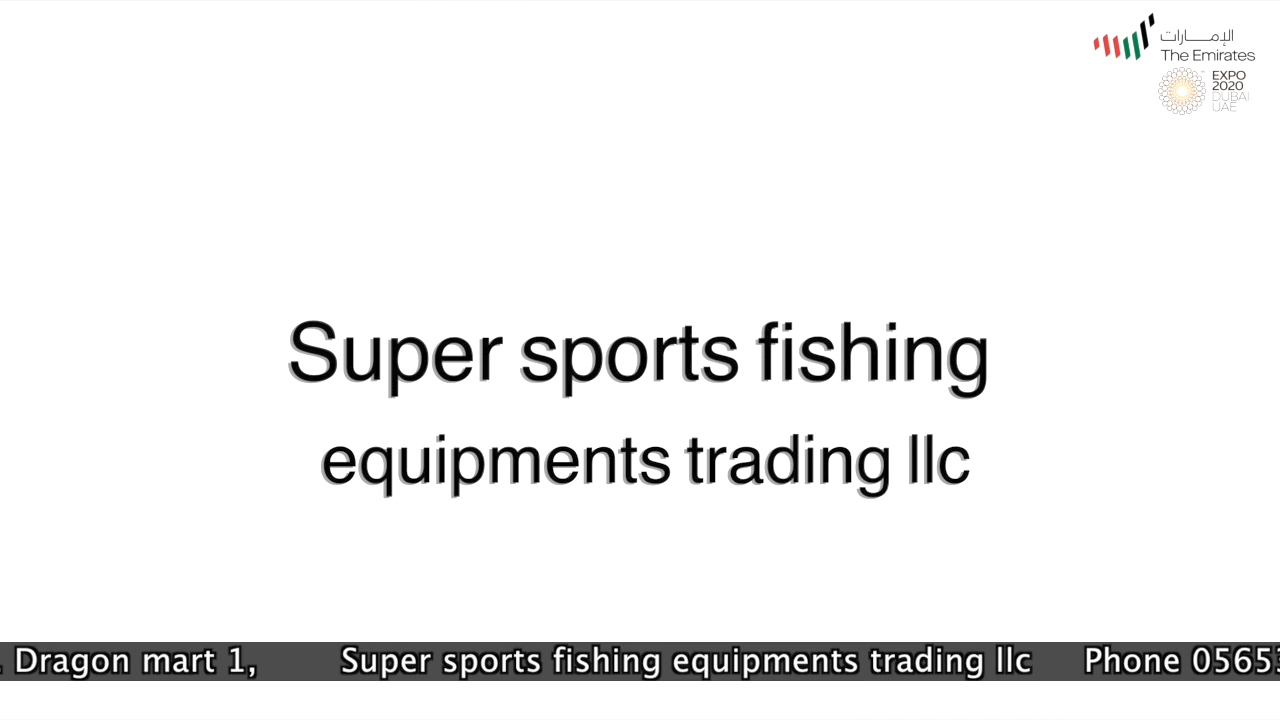 الإمـــارات
The Emirates
EXPO
2020
DUBAI
UAE
Super sports fishing
equipments trading llc
Dragon mart 1, Super sports fishing equipments trading llc Phone 0565